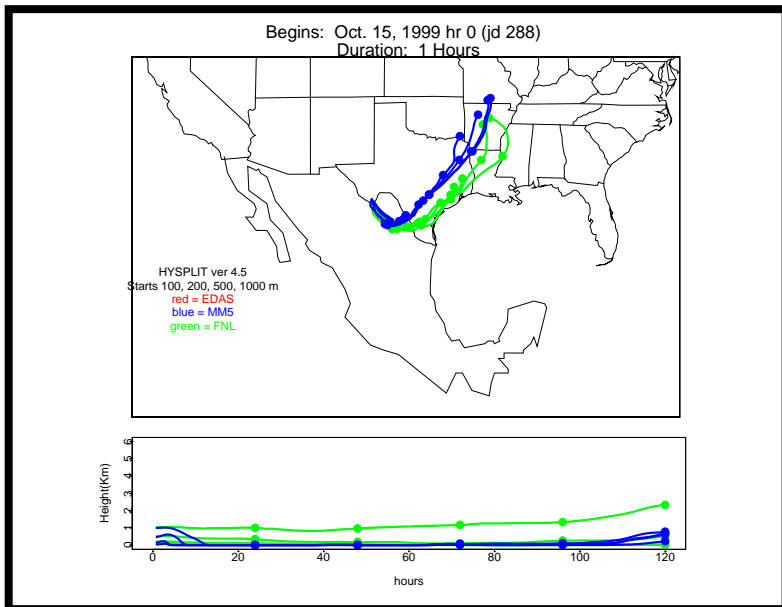 Begins:  Oct. 15, 1999 hr 0 (jd 288)
Duration:  1 Hours
HYSPLIT ver 4.5
Starts 100, 200, 500, 1000 m
red = EDAS
blue = MM5
green = FNL
Height(Km)
6
5
4
3
2
1
0
0 20 40 60 80 100 120
hours